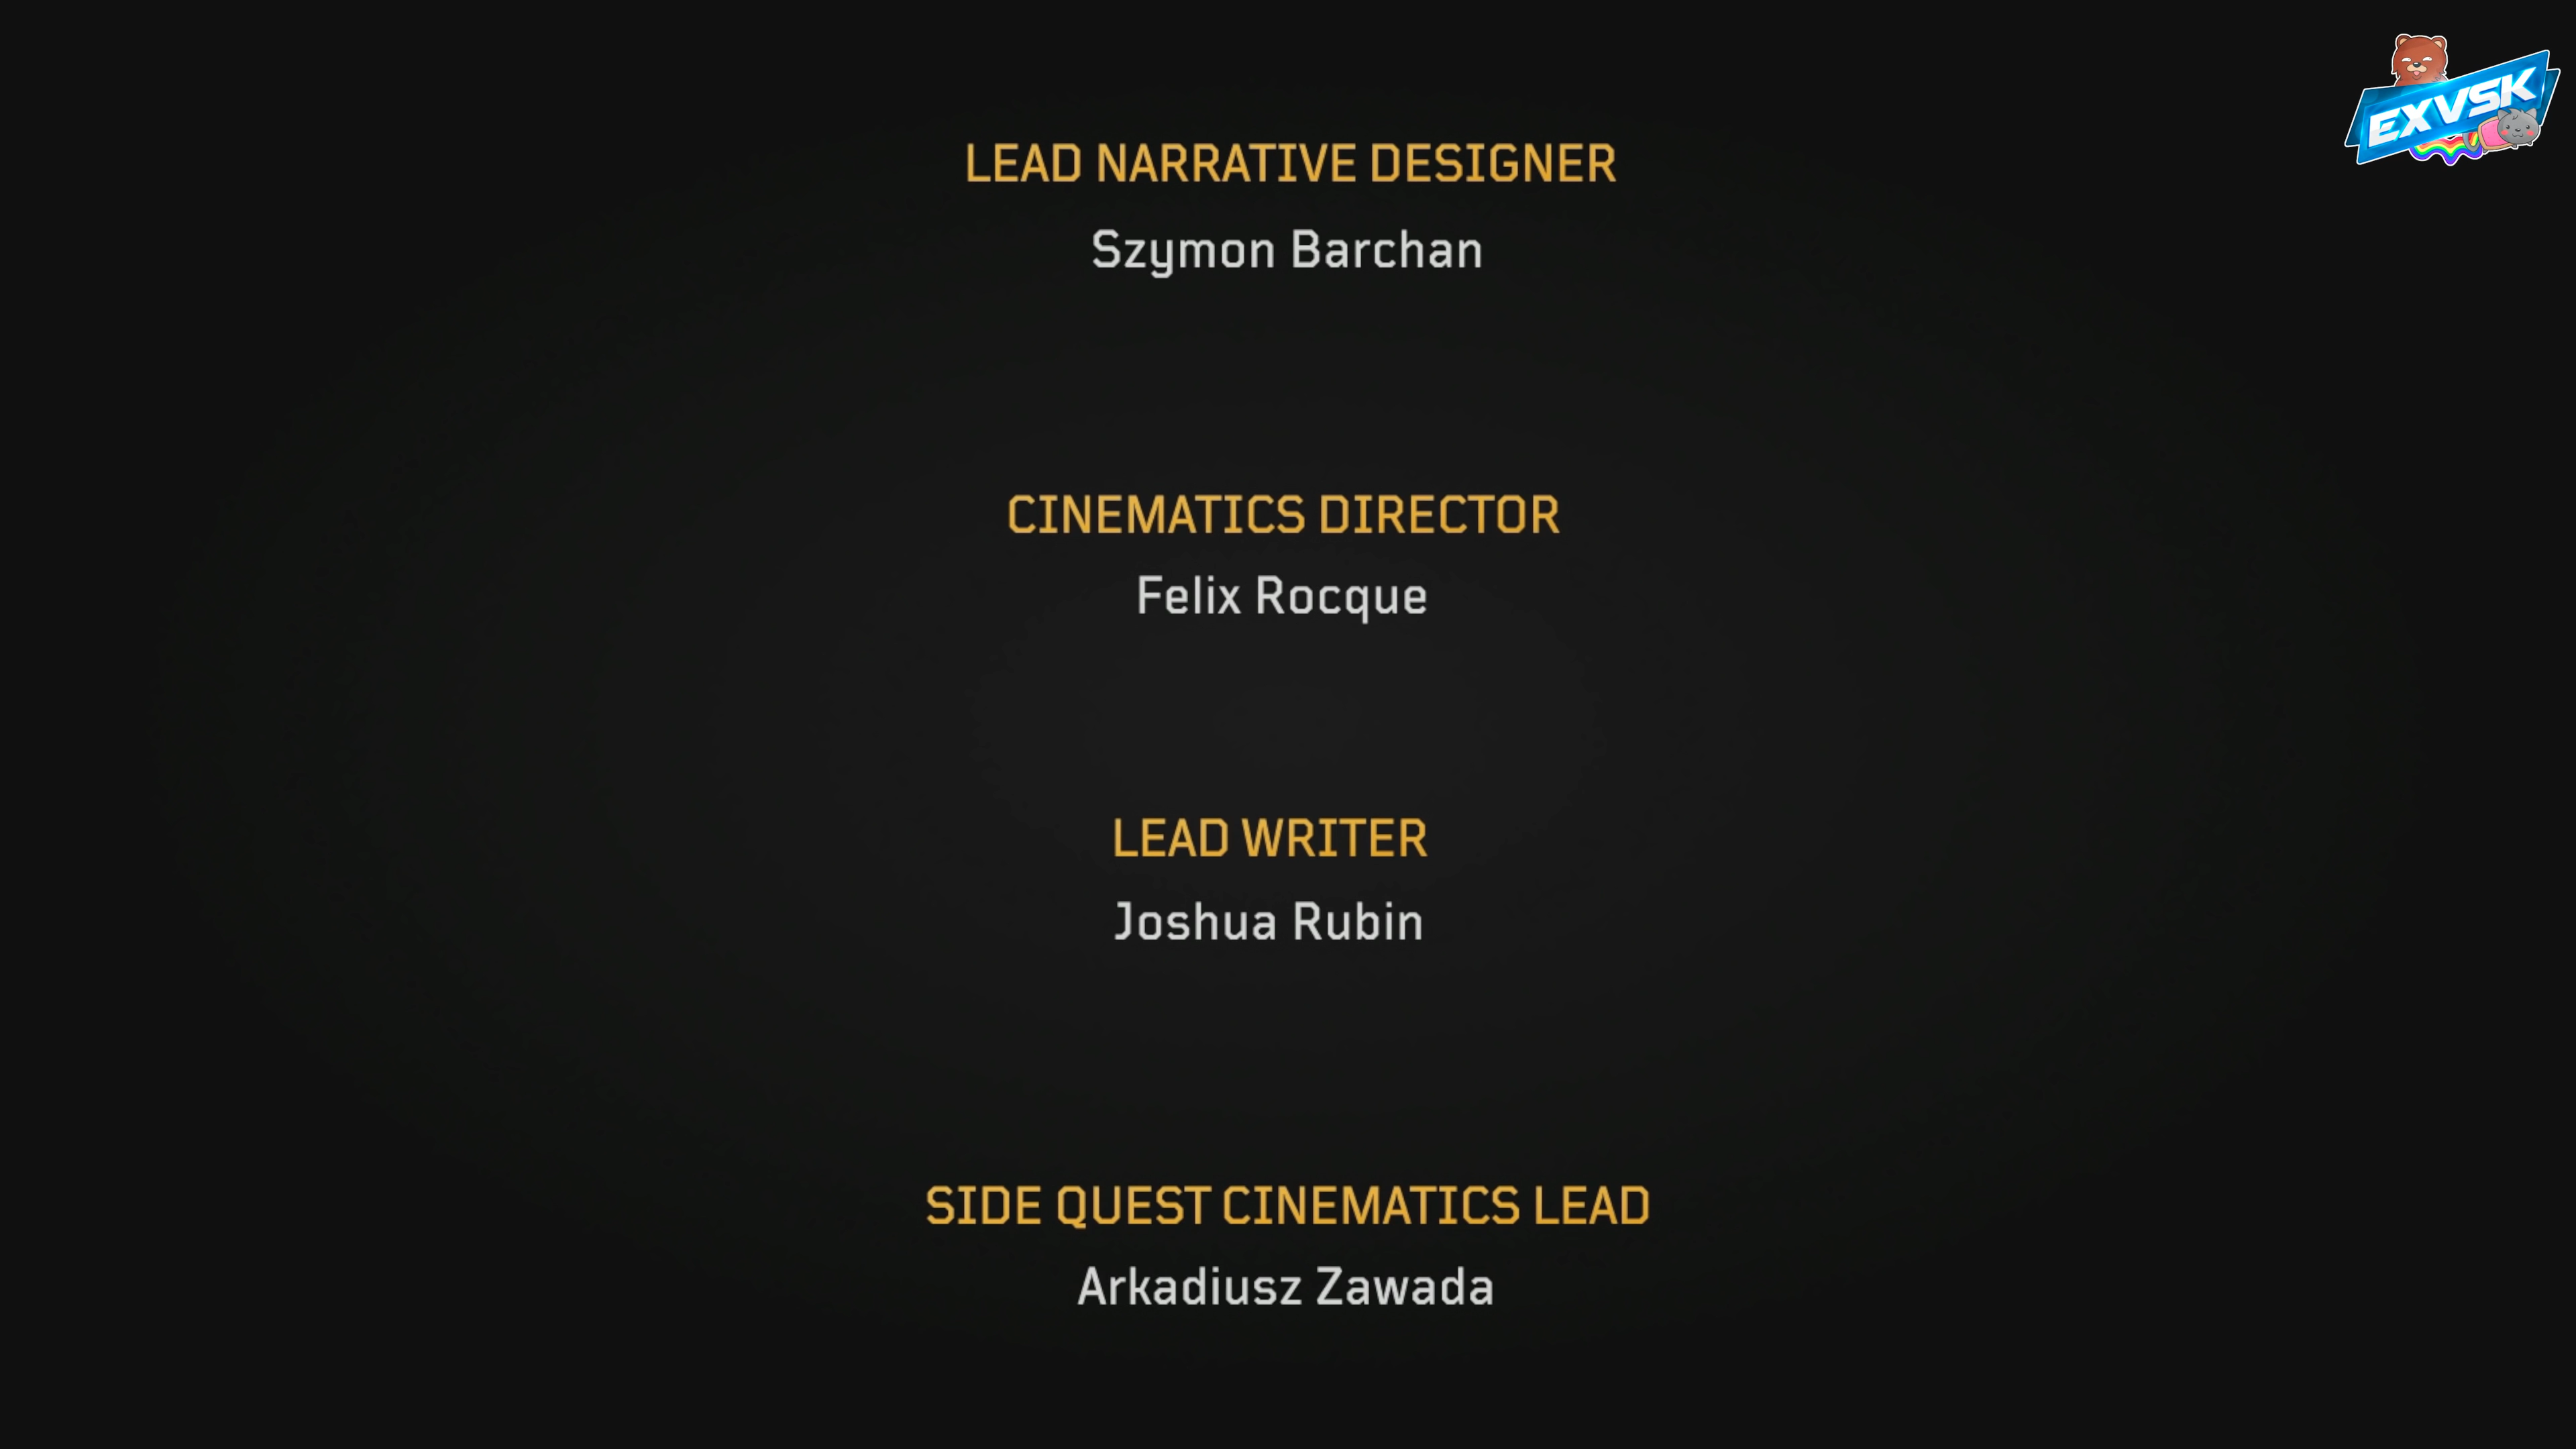 EXVSK
LEAD NARRATIVE DESIGNER
Szymon Barchan
CINEMATICS DIRECTOR
Felix Rocque
LEAD WRITER
Joshua Rubin
SIDE QUEST CINEMATICS LEAD
Arkadiusz Zawada